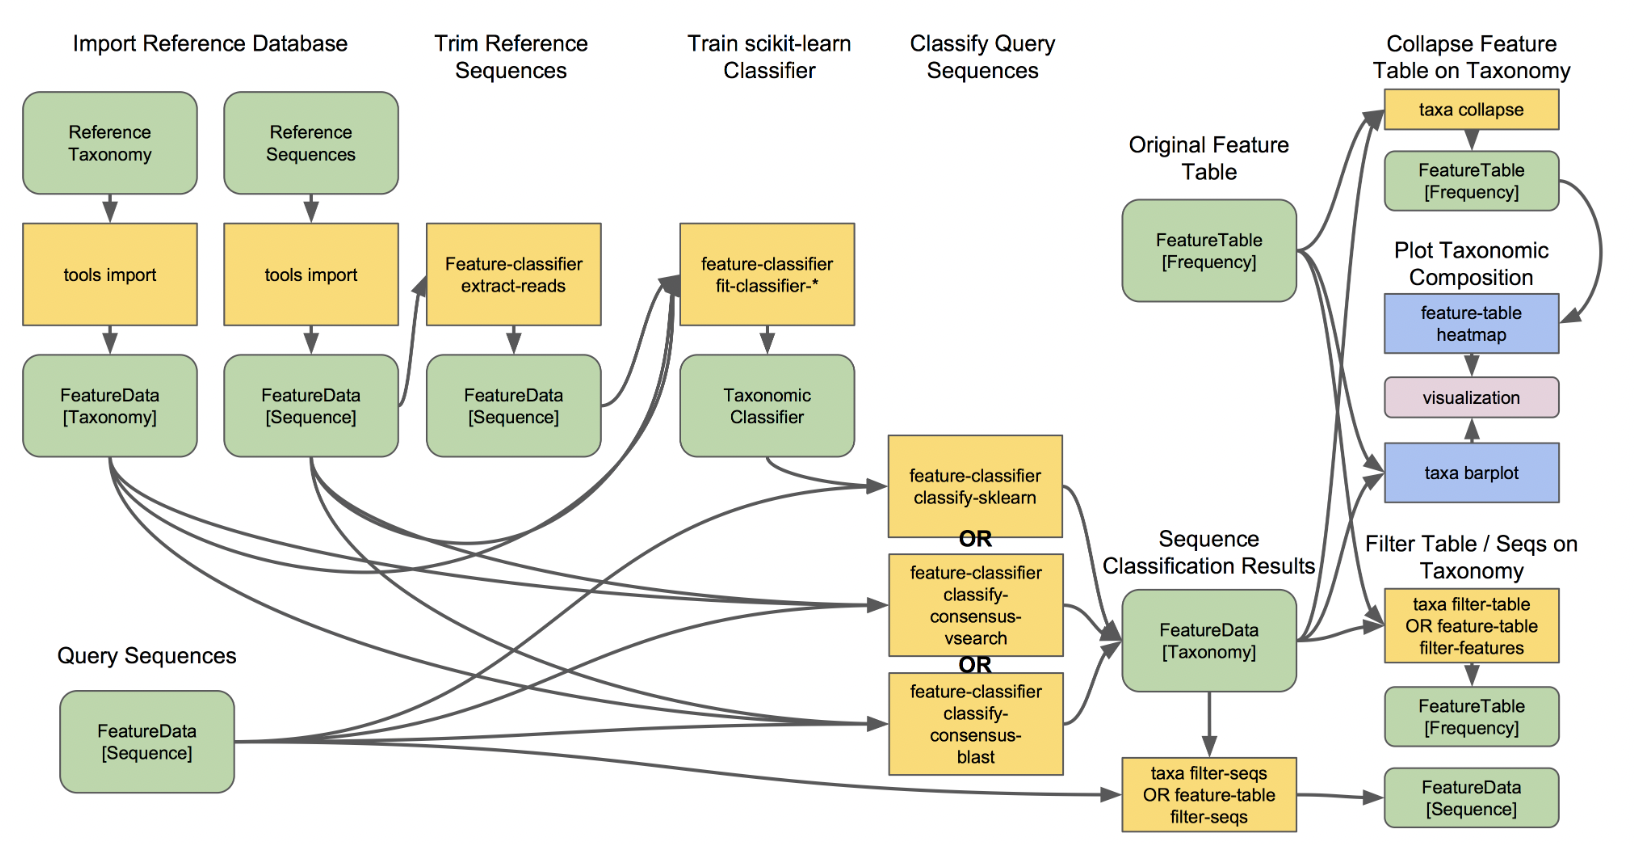 Import Reference Database
Trim Reference
Sequences
Train scikit-learn
Classifier
Classify Query
Sequences
Collapse Feature
Table on Taxonomy
Reference
Taxonomy
Reference
Sequences
tools import
tools import
Feature-classifier
extract-reads
feature-classifier
fit-classifier-*
FeatureData
[Taxonomy]
FeatureData
[Sequence]
FeatureData
[Sequence]
Taxonomic
Classifier
Query Sequences
FeatureData
[Sequence]
feature-classifier
classify-sklearn
OR
feature-classifier
classify-
consensus-
vsearch
OR
feature-classifier
classify-
consensus-
blast
Original Feature
Table
FeatureTable
[Frequency]
Sequence
Classification Results
FeatureData
[Taxonomy]
taxa filter-seqs
OR feature-table
filter-seqs
taxa collapse
FeatureTable
[Frequency]
Plot Taxonomic
Composition
feature-table
heatmap
visualization
taxa barplot
Filter Table / Seqs on
Taxonomy
taxa filter-table
OR feature-table
filter-features
FeatureTable
[Frequency]
FeatureData
[Sequence]